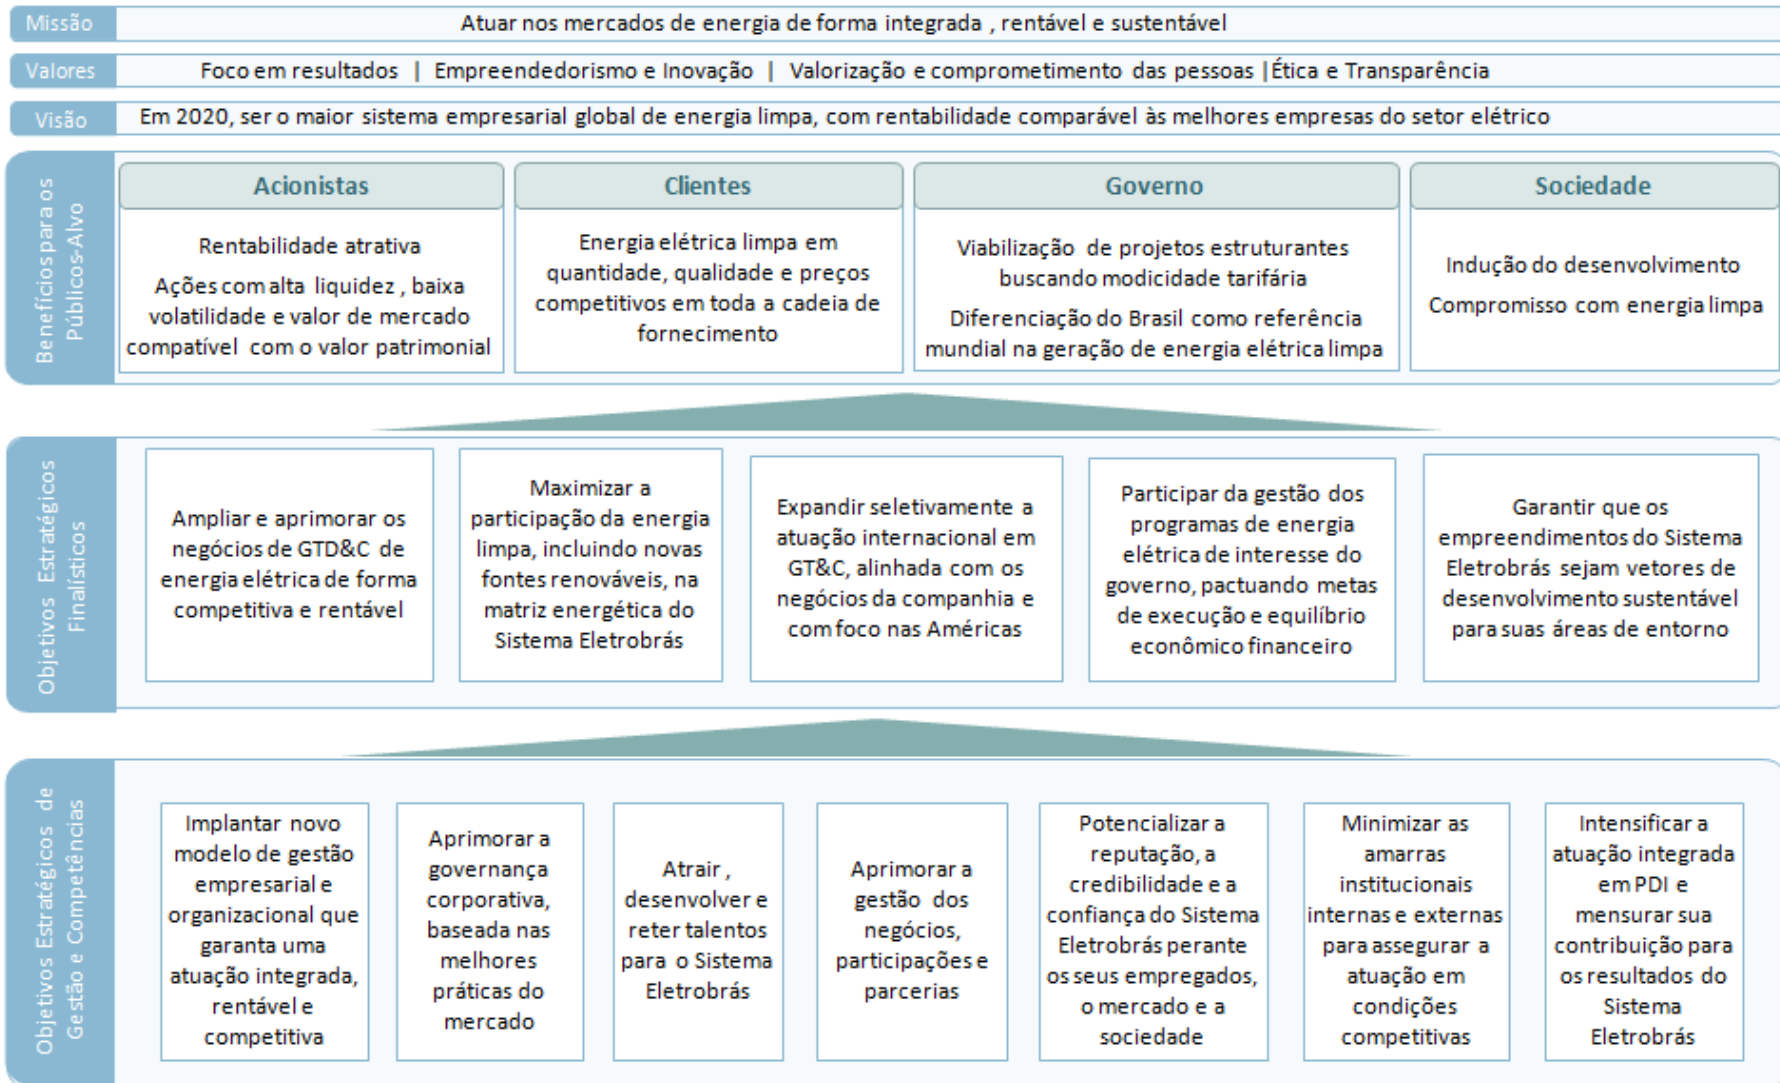 Missão
Atuar nos mercados de energia de forma integrada , rentável e sustentável
Valores
Foco em resultados | Empreendedorismo e Inovação | Valorização e comprometimento das pessoas |Ética e Transparência
Visão
Em 2020, ser o maior sistema empresarial global de energia limpa, com rentabilidade comparável às melhores empresas do setor elétrico
Benefícios para os
Públicos-Alvo
Acionistas
Rentabilidade atrativa
Ações com alta liquidez , baixa
volatilidade e valor de mercado
compatível com o valor patrimonial
Clientes
Energia elétrica limpa em
quantidade, qualidade e preços
competitivos em toda a cadeia de
fornecimento
Governo
Viabilização de projetos estruturantes
buscando modicidade tarifária
Diferenciação do Brasil como referência
mundial na geração de energia elétrica limpa
Sociedade
Indução do desenvolvimento
Compromisso com energia limpa
Objetivos Estratégicos
Finalísticos
Ampliar e aprimorar os
negócios de GTD&C de
energia elétrica de forma
competitiva e rentável
Maximizar a
participação da energia
limpa, incluindo novas
fontes renováveis, na
matriz energética do
Sistema Eletrobrás
Expandir seletivamente a
atuação internacional em
GT&C, alinhada com os
negócios da companhia e
com foco nas Américas
Participar da gestão dos
programas de energia
elétrica de interesse do
governo, pactuando metas
de execução e equilíbrio
econômico financeiro
Garantir que os
empreendimentos do Sistema
Eletrobrás sejam vetores de
desenvolvimento sustentável
para suas áreas de entorno
Objetivos Estratégicos de
Gestão e Competências
Implantar novo
modelo de gestão
empresarial e
organizacional que
garanta uma
atuação integrada,
rentável e
competitiva
Aprimorar a
governança
corporativa,
baseada nas
melhores
práticas do
mercado
Atrair ,
desenvolver e
reter talentos
para o Sistema
Eletrobrás
Aprimorar a
gestão dos
negócios,
participações e
parcerias
Potencializar a
reputação, a
credibilidade e a
confiança do Sistema
Eletrobrás perante
os seus empregados,
o mercado e a
sociedade
Minimizar as
amarras
institucionais
internas e externas
para assegurar a
atuação em
condições
competitivas
Intensificar a
atuação integrada
em PDI e
mensurar sua
contribuição para
os resultados do
Sistema
Eletrobrás